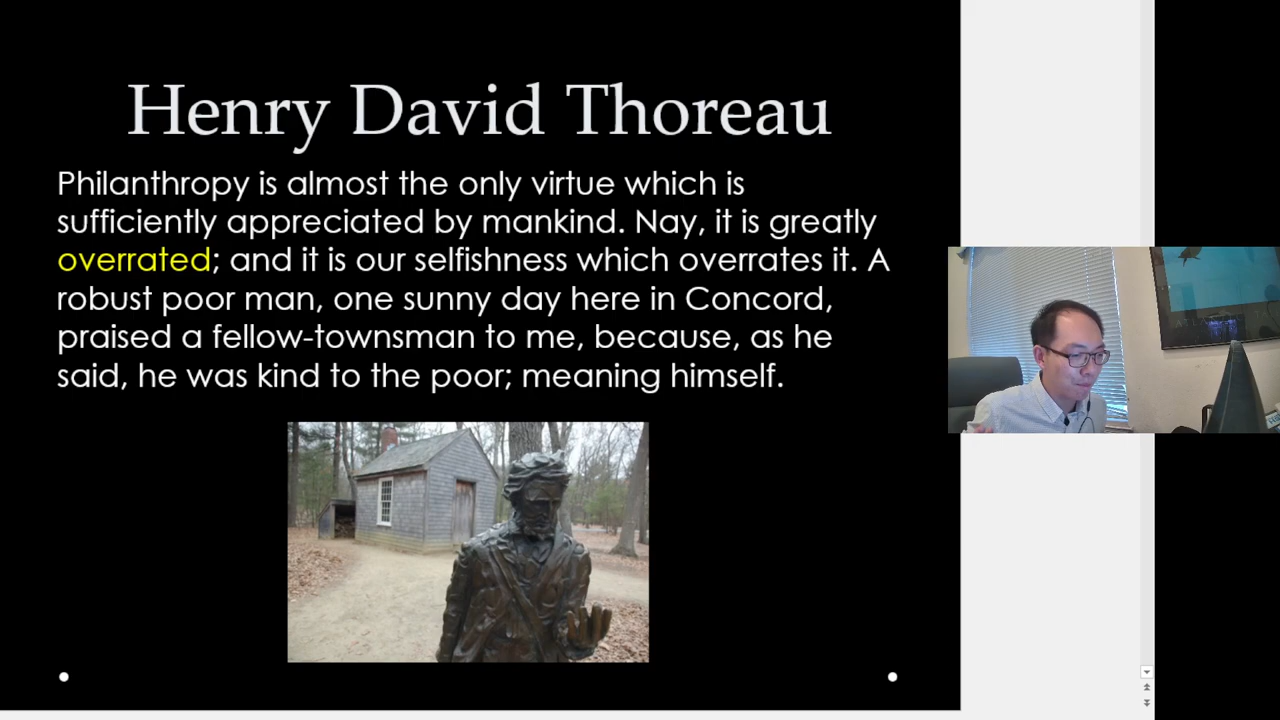 Henry David Thoreau
Philanthropy is almost the only virtue which is
sufficiently appreciated by mankind. Nay, it is greatly
overrated; and it is our selfishness which overrates it. A
robust poor man, one sunny day here in Concord,
praised a fellow-townsman to me, because, as he
said, he was kind to the poor; meaning himself.